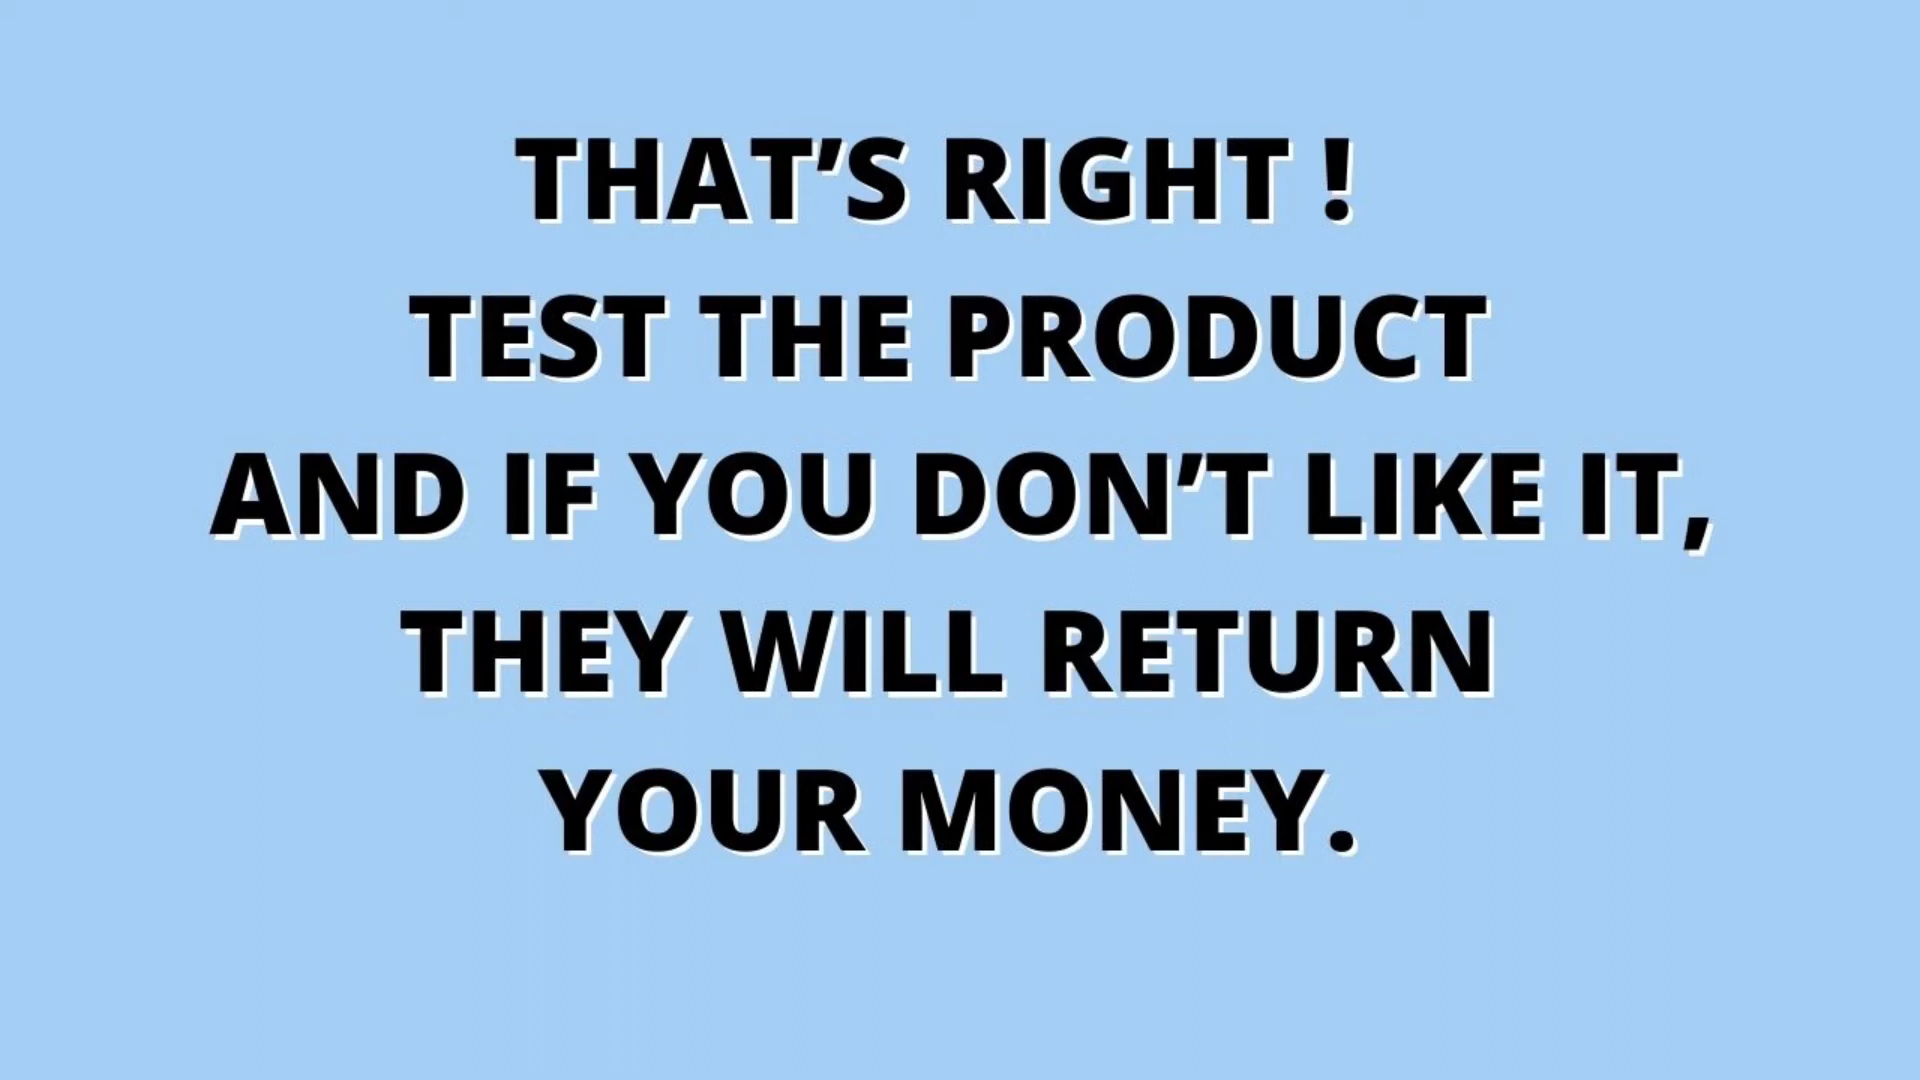 THAT’S RIGHT !
TEST THE PRODUCT
AND IF YOU DON’T LIKE IT,
THEY WILL RETURN
YOUR MONEY.